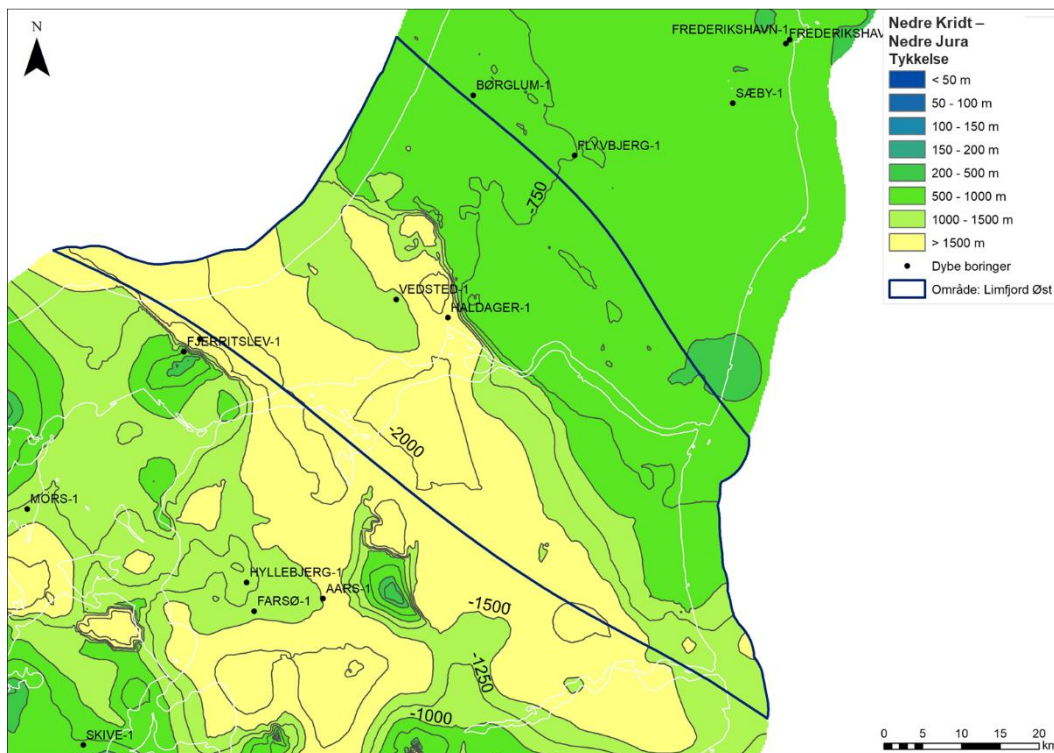 N
Nedre Kridt –
Nedre Jura
Tykkelse
< 50 m
50 - 100 m
100 - 150 m
150 - 200 m
200 - 500 m
500 - 1000 m
1000 - 1500 m
> 1500 m
Dybe boringer
Område: Limfjord Øst
FREDERIKSHAVN-1
FREDERIKSHAV
BØRGLUM-1
SÆBY-1
FLYVBJERG-1
-750
VEDSTED-1
HALDAGER-1
FJERRITSLEV-1
-2000
MORS-1
HYLLEBJERG-1
AARS-1
FARSØ-1
-1500
-1250
-1000
SKIVE-1
0 5 10 15 20